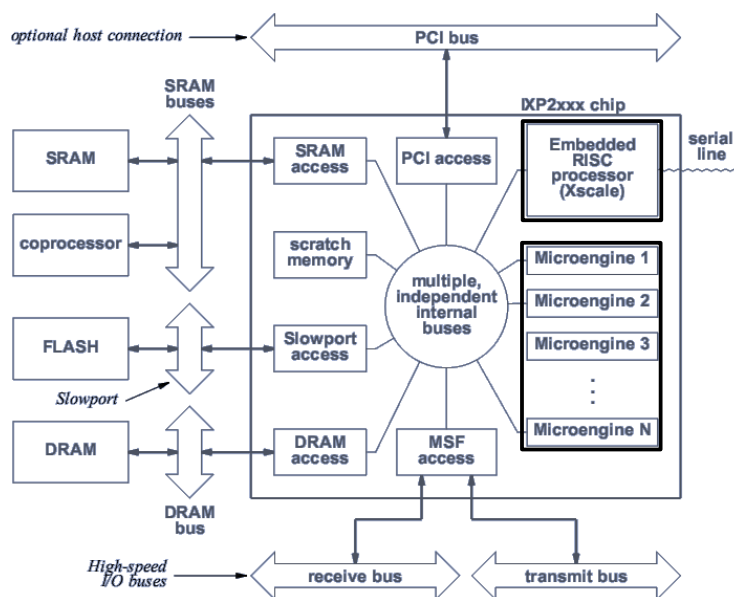 optional host connection
PCI bus
SRAM
buses
IXP2xxx chip
serial
line
SRAM
SRAM
access
PCI access
Embedded
RISC
processor
(Xscale)
coprocessor
scratch
memory
multiple,
independent
internal
buses
Microengine 1
Microengine 2
Microengine 3
Microengine N
FLASH
Slowport
access
Slowport
DRAM
DRAM
access
MSF
access
DRAM
bus
High-speed
I/O buses
receive bus
transmit bus